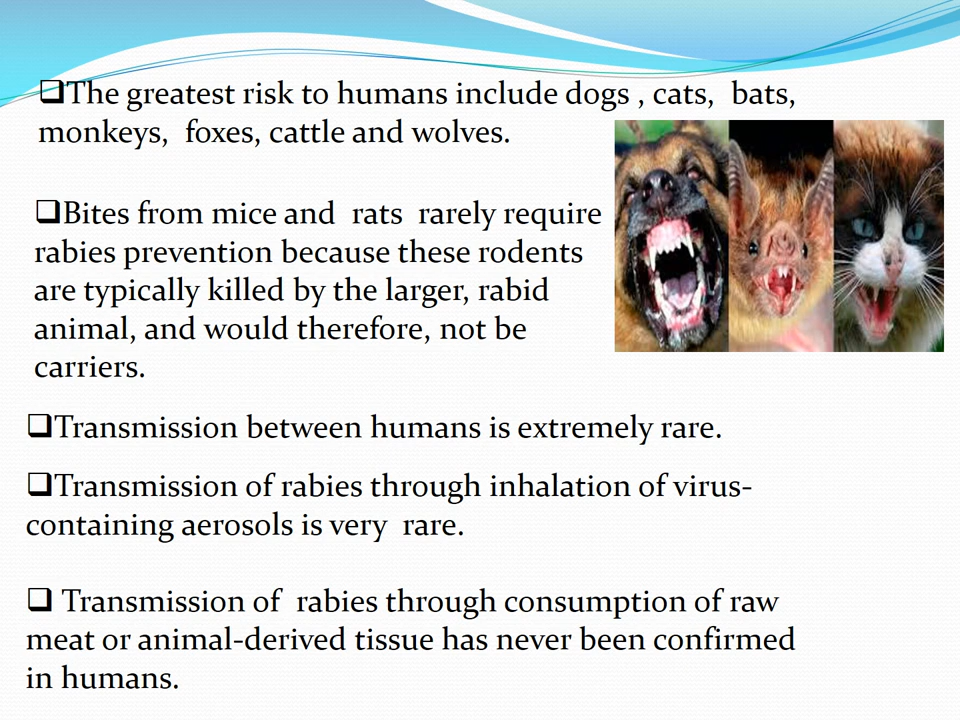 ❑The greatest risk to humans include dogs , cats,  bats,
monkeys,  foxes, cattle and wolves.
❑Bites from mice and  rats  rarely require
rabies prevention because these rodents
are typically killed by the larger, rabid
animal, and would therefore, not be
carriers.
❑Transmission between humans is extremely rare.
❑Transmission of rabies through inhalation of virus-
containing aerosols is very  rare.
❑ Transmission of  rabies through consumption of raw
meat or animal-derived tissue has never been confirmed
in humans.